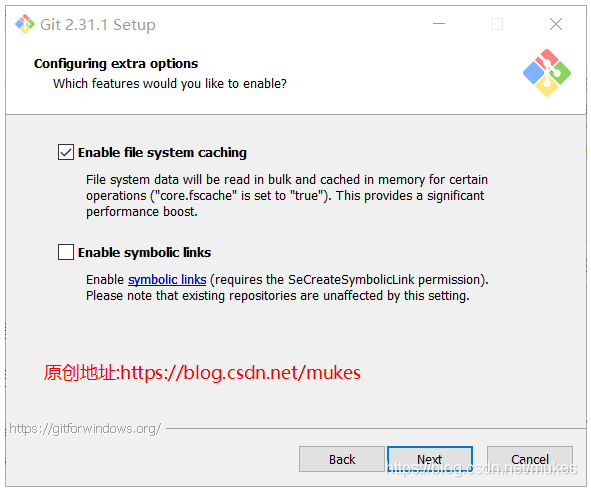 Git 2.31.1 Setup
Configuring extra options
Which features would you like to enable?
Enable file system caching
File system data will be read in bulk and cached in memory for certain
operations ("core.fscache" is set to "true"). This provides a significant
performance boost.
Enable symbolic links
Enable symbolic links (requires the SeCreateSymbolicLink permission).
Please note that existing repositories are unaffected by this setting.
原创地址:https://blog.csdn.net/mukes
https://gitforwindows.org/
Back Next Cancel
https://blog.csdn.net/mukes